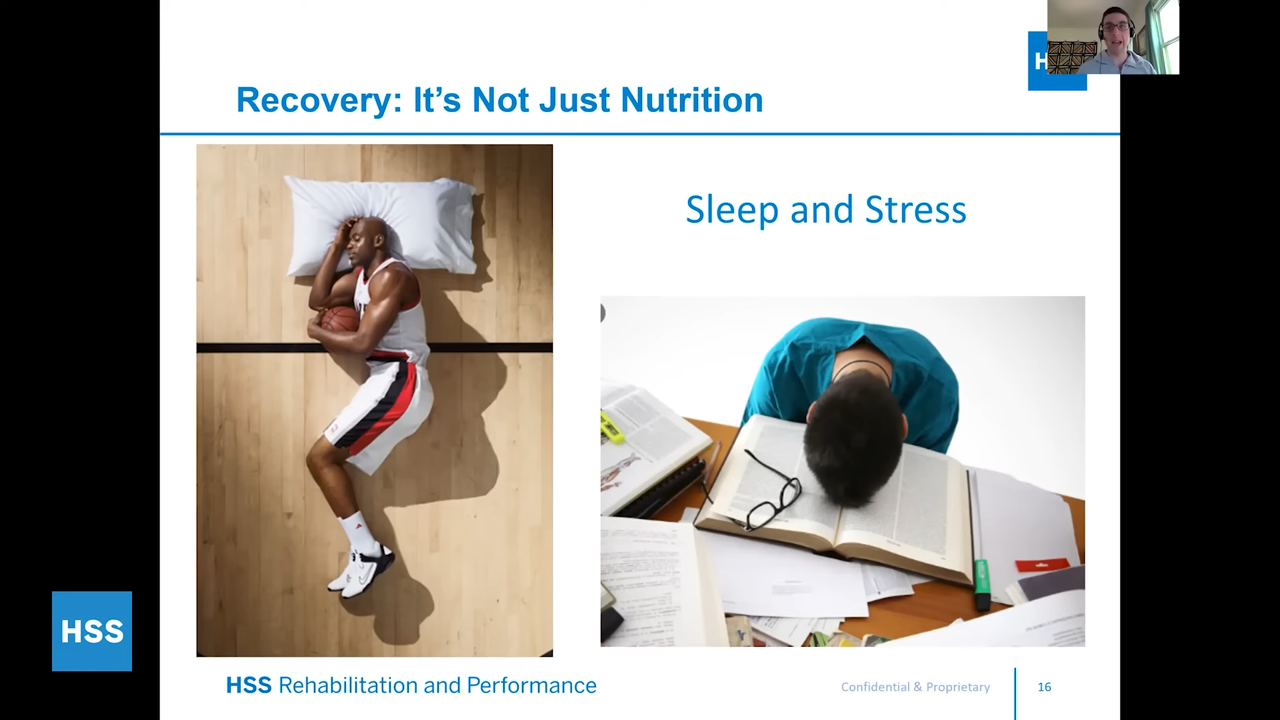 Recovery: It's Not Just Nutrition
Sleep and Stress
HSS
HSS Rehabilitation and Performance
Confidential & Proprietary
16